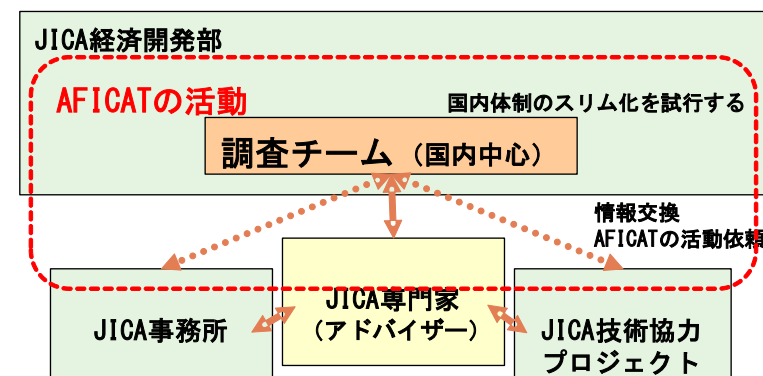 JICA経済開発部
AFICATの活動
国内体制のスリム化を試行する
調査チーム（国内中心）
情報交換
AFICATの活動依頼
JICA専門家
（アドバイザー）
JICA事務所
JICA技術協力
プロジェクト